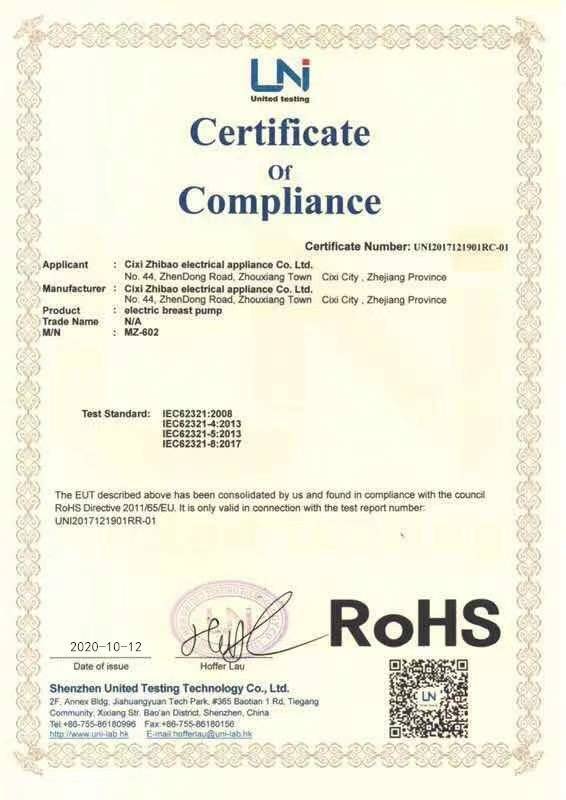 LNi
United testing
Certificate
Of
Compliance
Certificate Number: UNI2017121901RC-01
Applicant : Cixi Zhibao electrical appliance Co. Ltd.
No. 44, ZhenDong Road, Zhouxiang Town Cixi City , Zhejiang Province
Manufacturer : Cixi Zhibao electrical appliance Co. Ltd.
No. 44, ZhenDong Road, Zhouxiang Town Cixi City , Zhejiang Province
Product : electric breast pump
Trade Name : N/A
M/N : MZ-602
Test Standard: IEC62321:2008
IEC62321-4:2013
IEC62321-5:2013
IEC62321-8:2017
The EUT described above has been consolidated by us and found in compliance with the council
RoHS Directive 2011/65/EU. It is only valid in connection with the test report number:
UNI2017121901RR-01
2020-10-12
Date of issue
Hoffer Lau
RoHS
Shenzhen United Testing Technology Co., Ltd.
2F, Annex Bldg, Jiahuangyuan Tech Park, #365 Baotian 1 Rd, Tiegang
Community, Xixiang Str. Bao'an District, Shenzhen, China
Tel:+86-755-86180996 Fax:+86-755-86180156
http://www.uni-lab.hk E-mail:hofferlau@uni-lab.hk